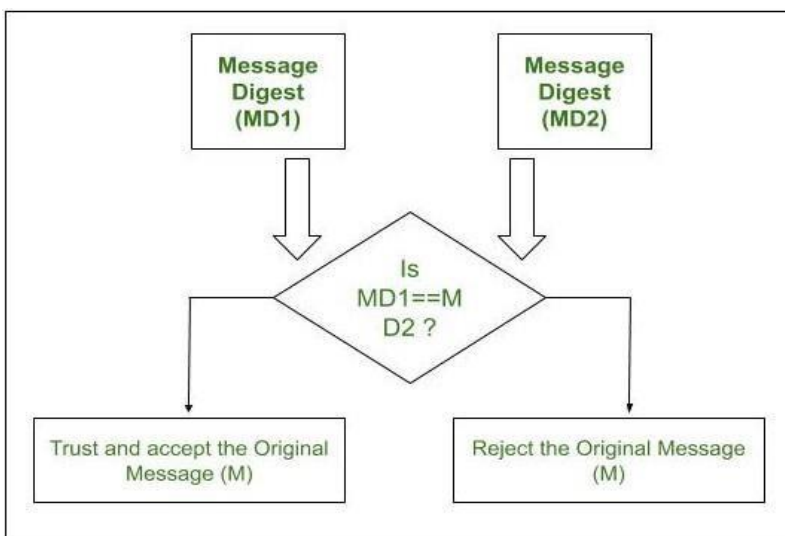 Message
Digest
(MD1)
Message
Digest
(MD2)
Is
MD1==M
D2 ?
Trust and accept the Original
Message (M)
Reject the Original Message
(M)